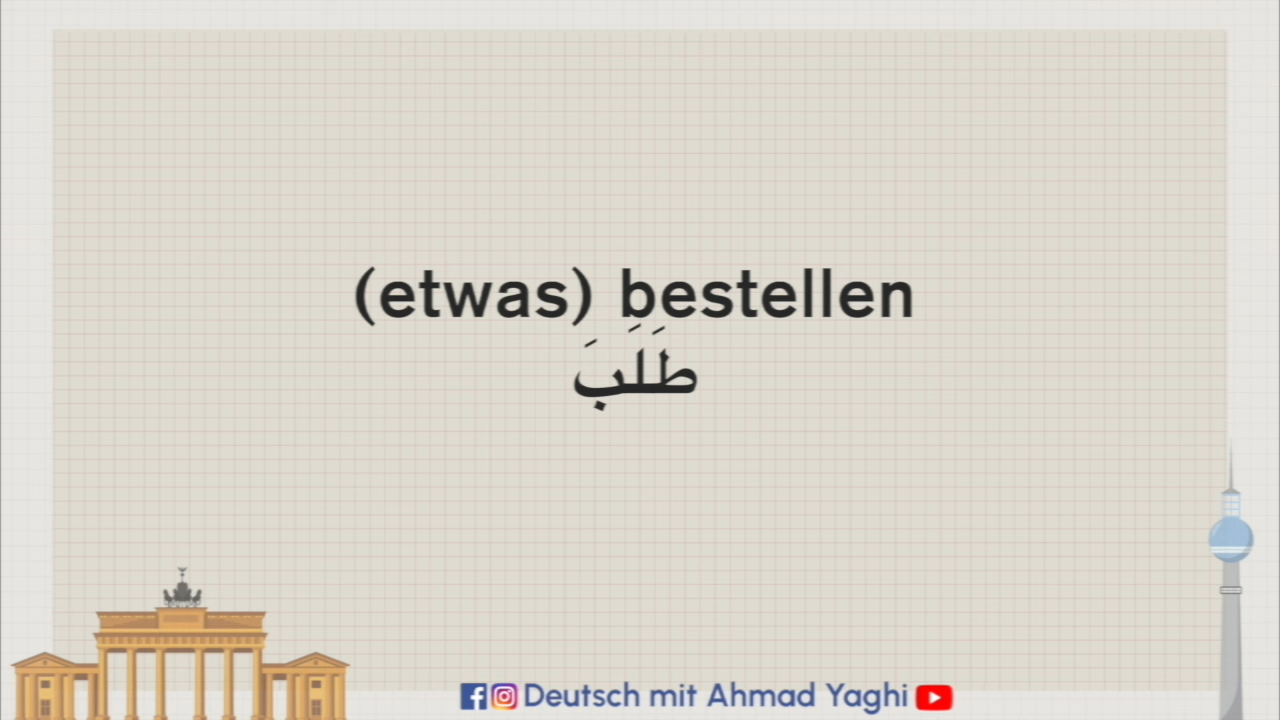 (etwas) bestellen
طَلَبَ
Deutsch mit Ahmad Yaghi